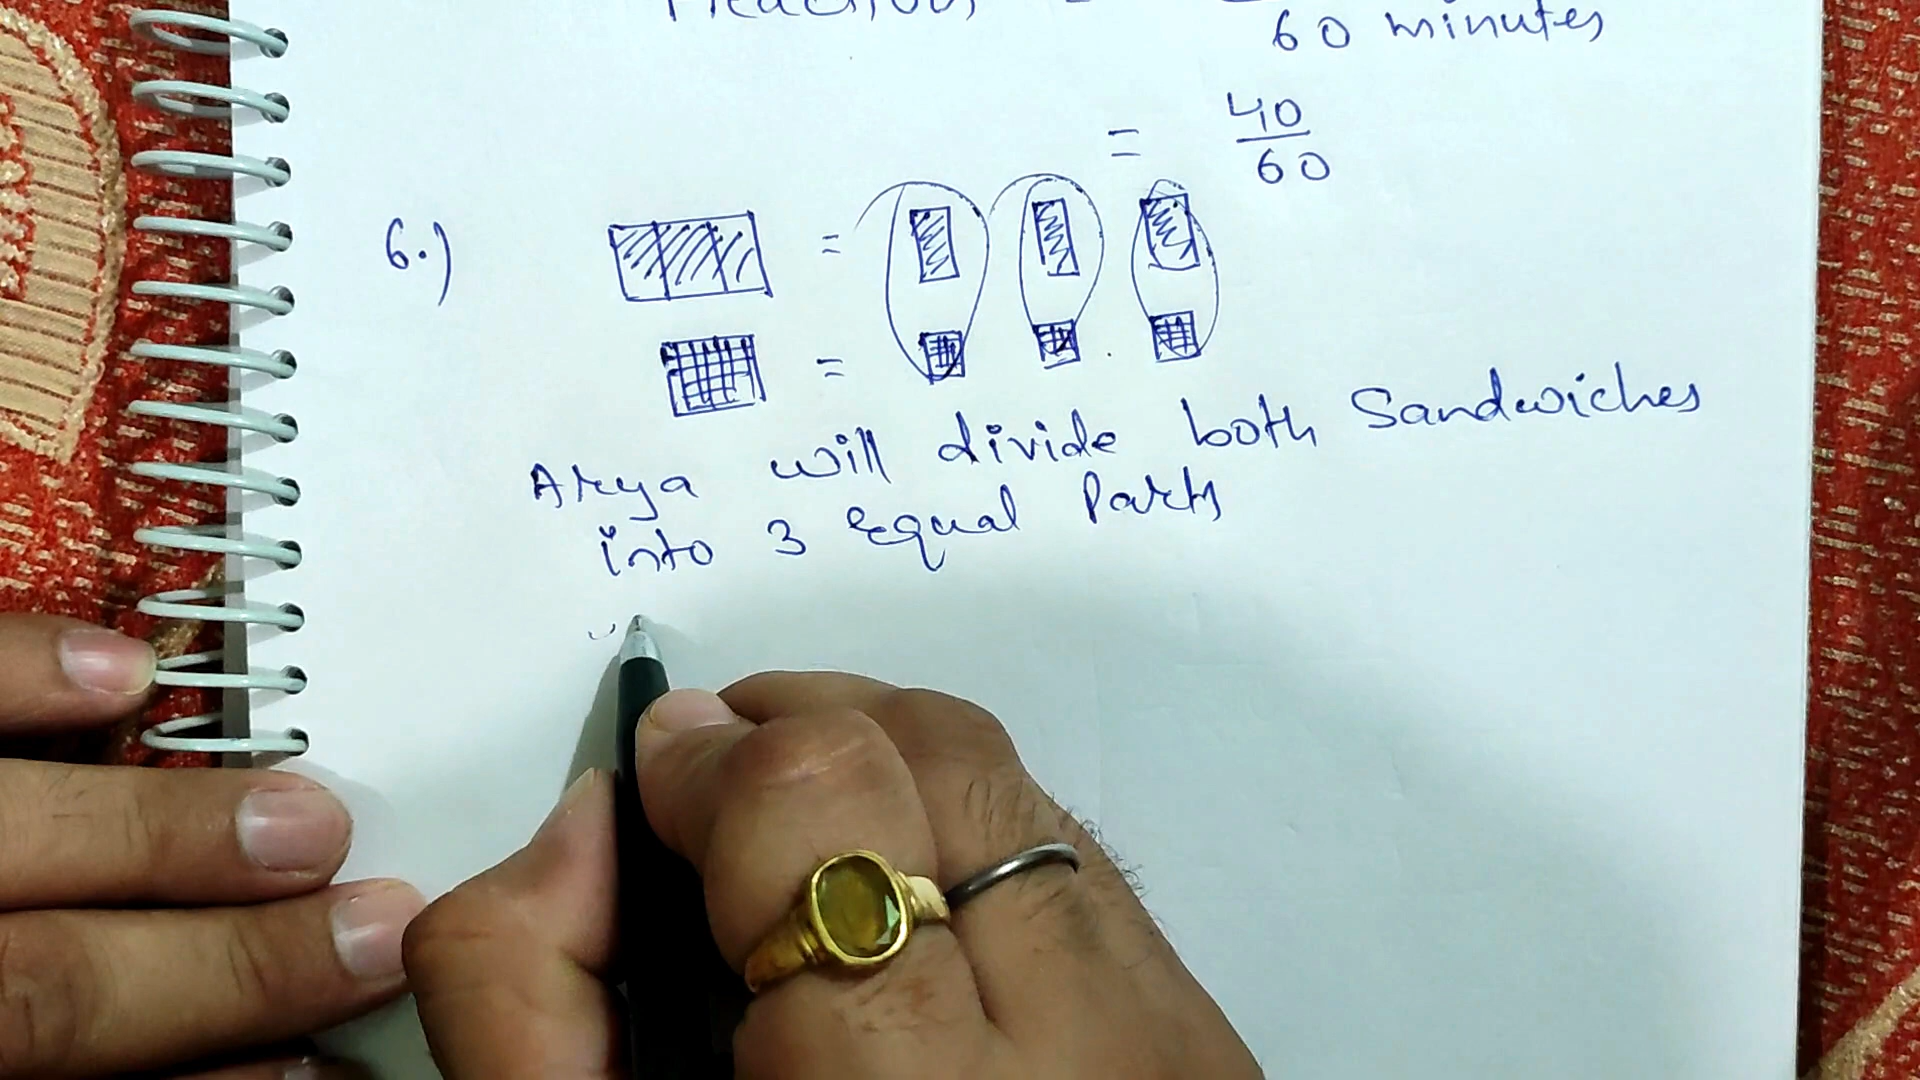 60 minutes
= 40/60
6.) =
=
Arya will divide both Sandwiches
into 3 equal Parts